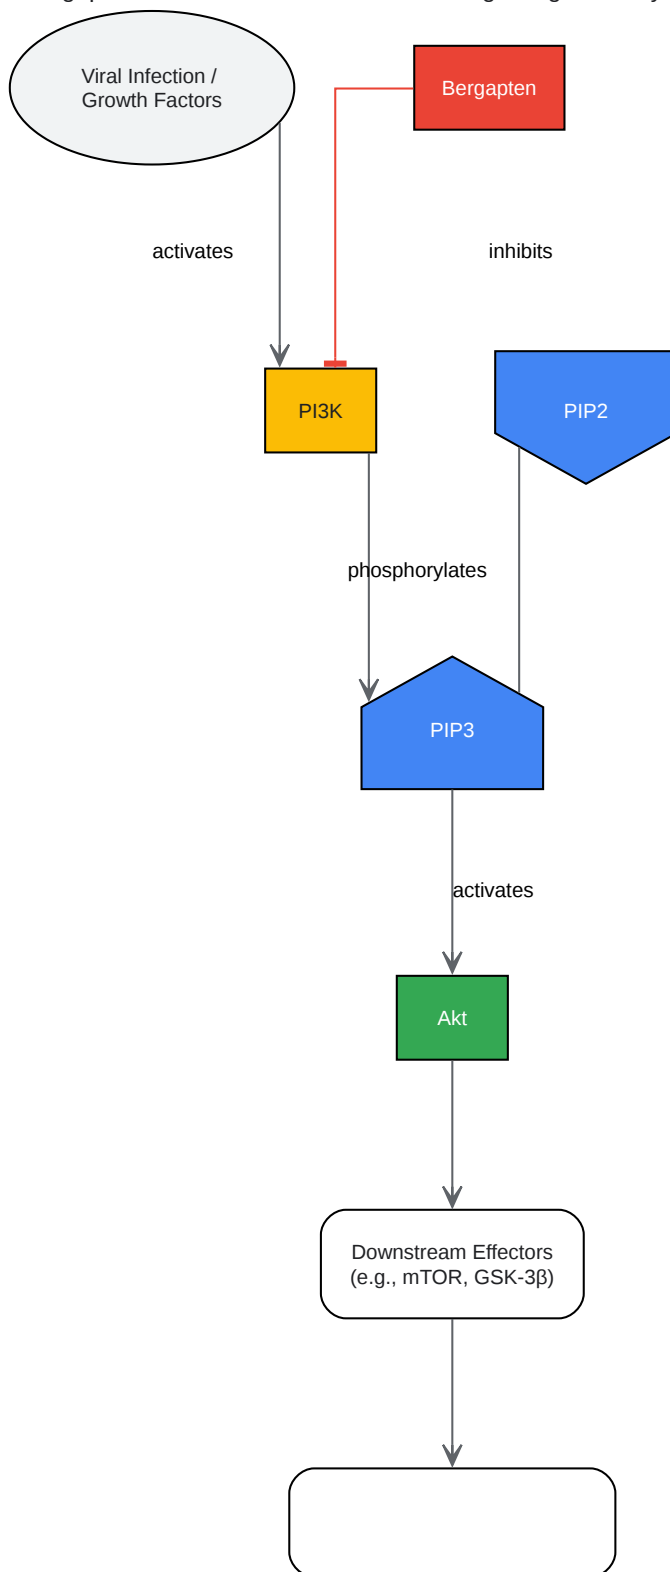 Viral Infection /
Growth Factors
Bergapten
activates
inhibits
PI3K
PIP2
phosphorylates
PIP3
activates
Akt
Downstream Effectors
(e.g., mTOR, GSK-3β)